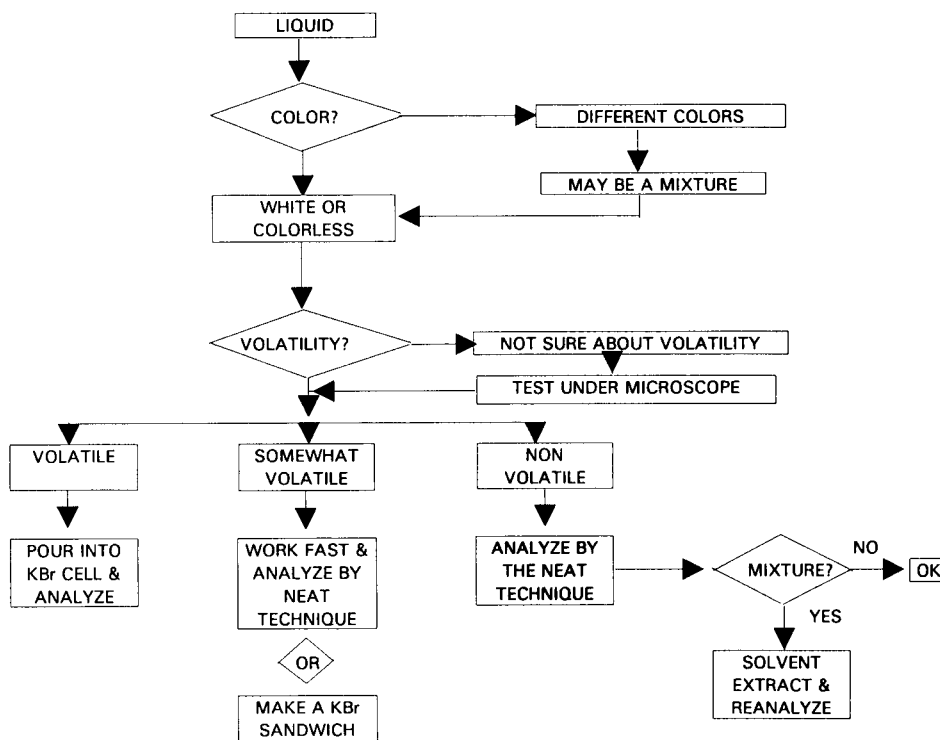 LIQUID
COLOR?
DIFFERENT COLORS
MAY BE A MIXTURE
WHITE OR
COLORLESS
VOLATILITY?
NOT SURE ABOUT VOLATILITY
TEST UNDER MICROSCOPE
VOLATILE
SOMEWHAT
VOLATILE
NON
VOLATILE
POUR INTO
KBr CELL &
ANALYZE
WORK FAST &
ANALYZE BY
NEAT
TECHNIQUE
OR
MAKE A KBr
SANDWICH
ANALYZE BY
THE NEAT
TECHNIQUE
MIXTURE?
NO
OK
YES
SOLVENT
EXTRACT &
REANALYZE